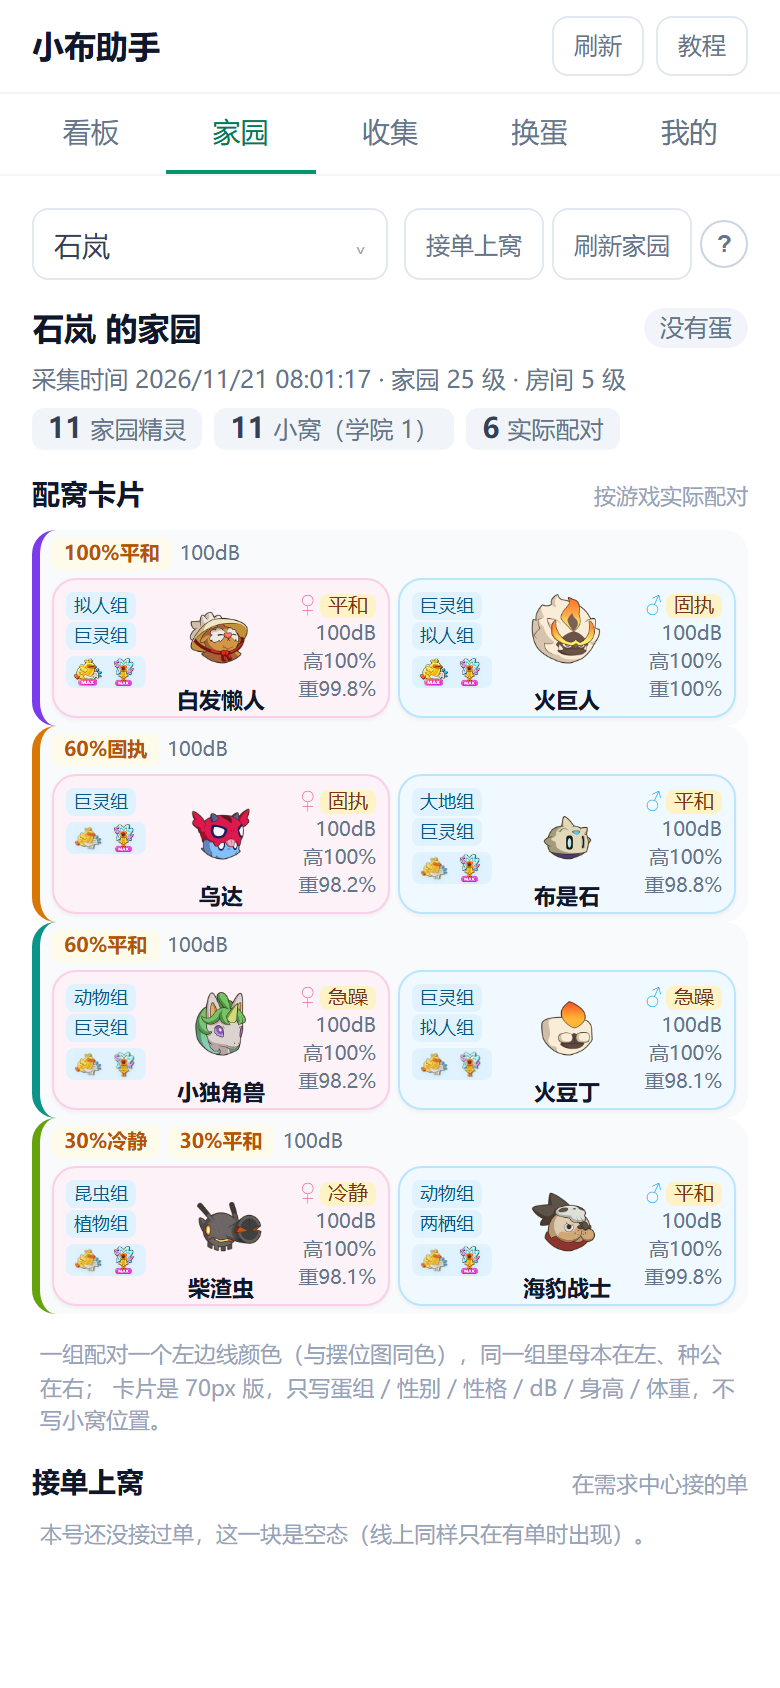 小布助手
刷新
教程
看板
家园
收集
换蛋
我的
石岚
接单上窝
刷新家园
?
石岚 的家园
没有蛋
采集时间 2026/11/21 08:01:17 · 家园 25 级 · 房间 5 级
11 家园精灵
11 小窝（学院 1）
6 实际配对
配窝卡片
按游戏实际配对
100%平和 100dB
拟人组
巨灵组
MAX MAX
♀ 平和
100dB
高100%
重99.8%
白发懒人
巨灵组
拟人组
MAX MAX
♂ 固执
100dB
高100%
重100%
火巨人
60%固执 100dB
巨灵组
MAX
♀ 固执
100dB
高100%
重98.2%
乌达
大地组
巨灵组
MAX
♂ 平和
100dB
高100%
重98.8%
布是石
60%平和 100dB
动物组
巨灵组
♀ 急躁
100dB
高100%
重98.2%
小独角兽
巨灵组
拟人组
♂ 急躁
100dB
高100%
重98.1%
火豆丁
30%冷静 30%平和 100dB
昆虫组
植物组
MAX
♀ 冷静
100dB
高100%
重98.1%
柴渣虫
动物组
两栖组
MAX
♂ 平和
100dB
高100%
重99.8%
海豹战士
一组配对一个左边线颜色（与摆位图同色），同一组里母本在左、种公
在右； 卡片是 70px 版，只写蛋组 / 性别 / 性格 / dB / 身高 / 体重，不
写小窝位置。
接单上窝
在需求中心接的单
本号还没接过单，这一块是空态（线上同样只在有单时出现）。